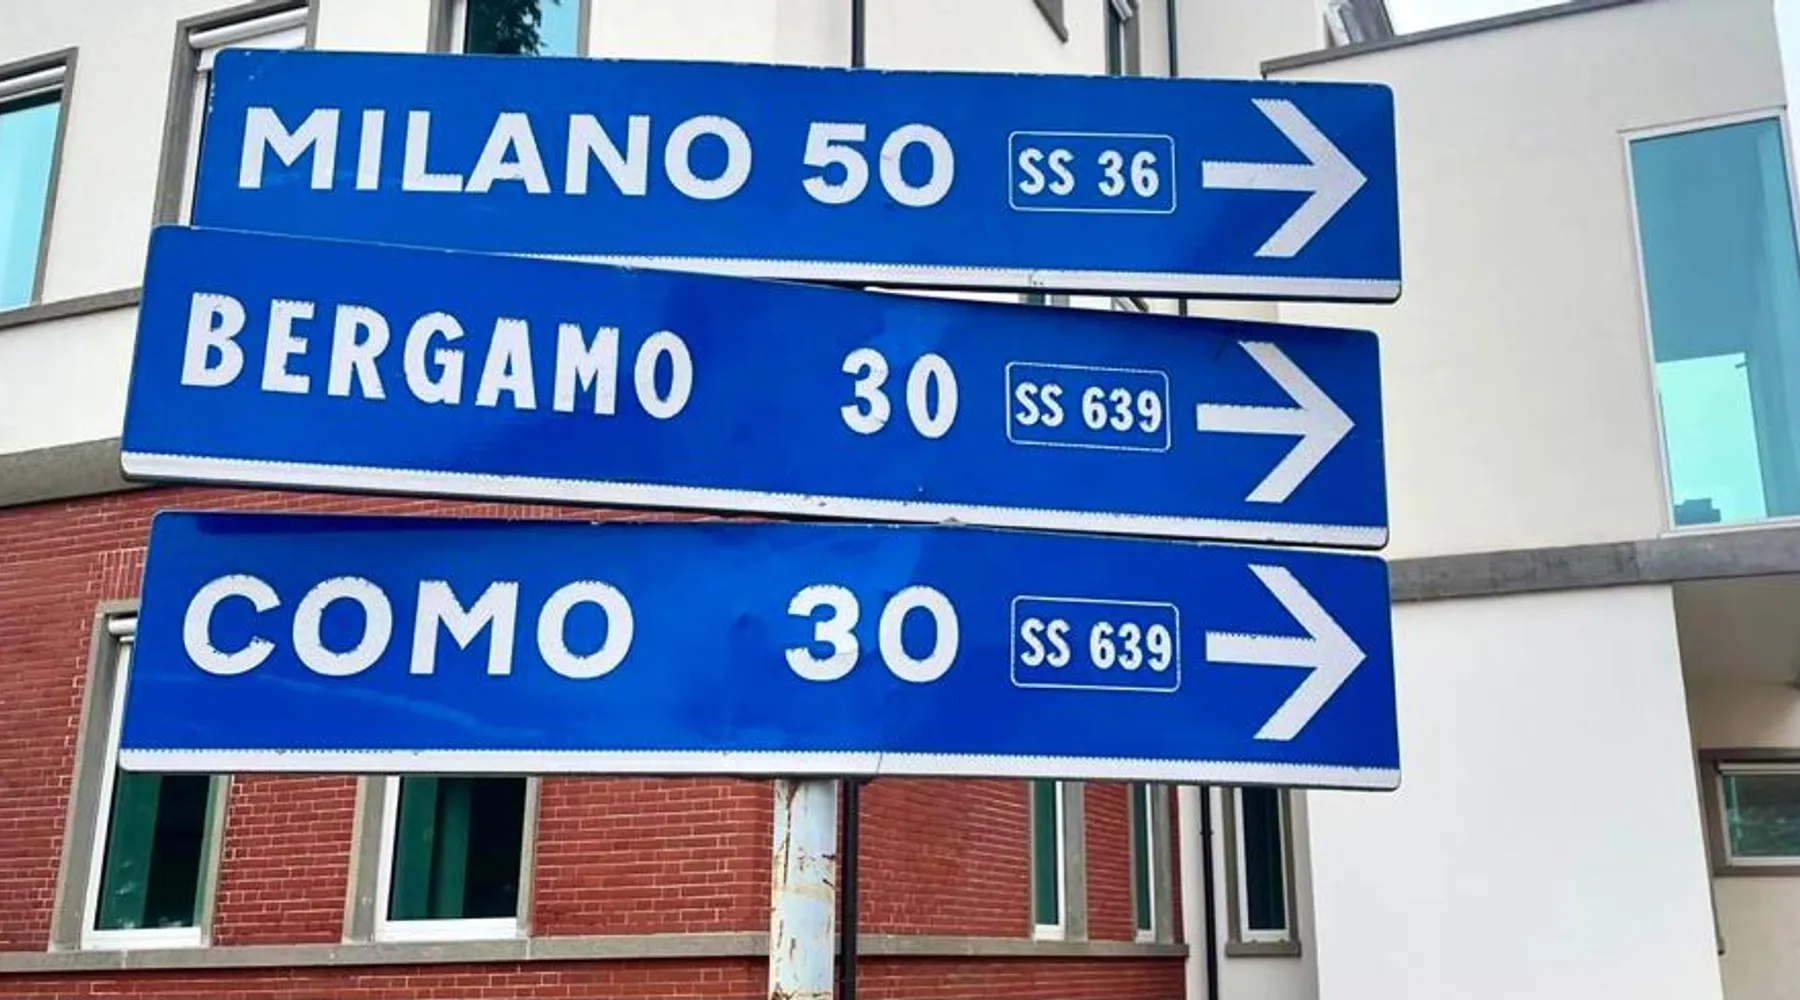 MILANO 50 SS 36
BERGAMO 30 SS 639
COMO 30 SS 639